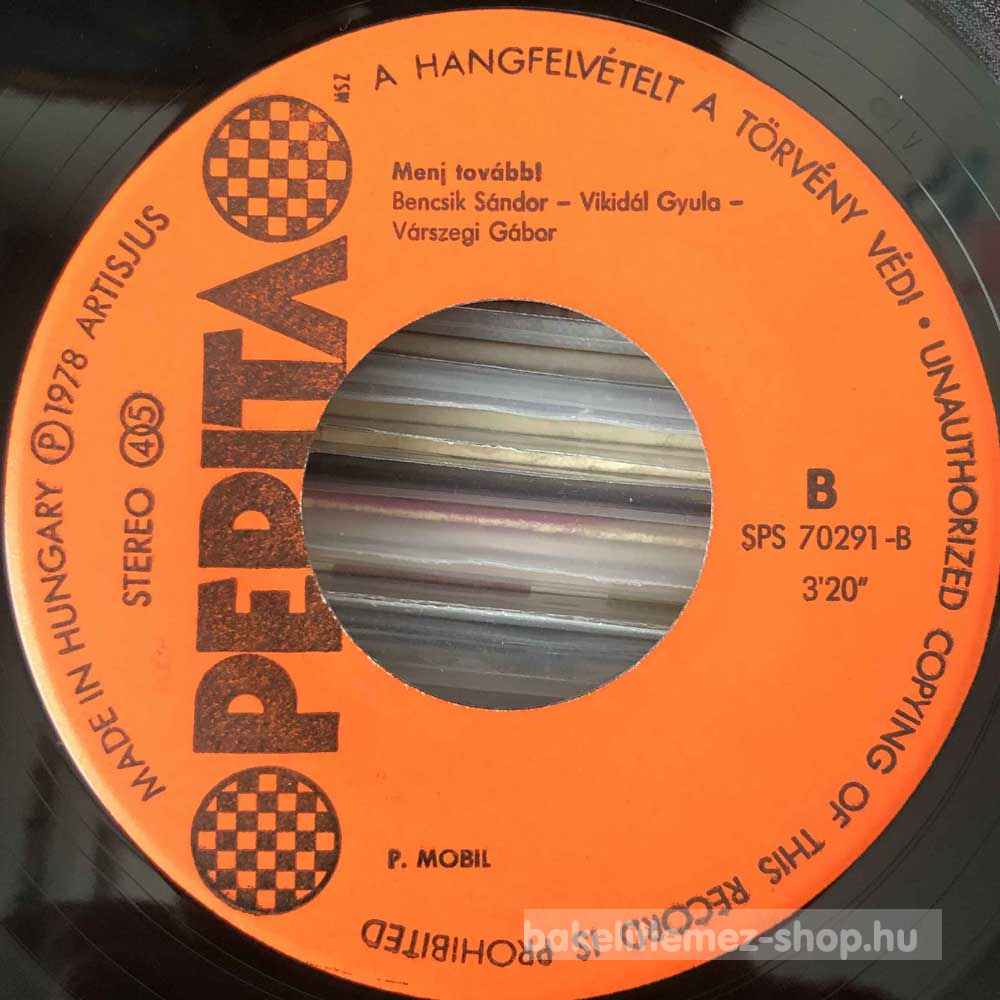 A HANGFELVÉTELT A TÖRVÉNY VÉDI • UNAUTHORIZED COPYING OF THIS RECORD IS PROHIBITED
MSZ
Menj tovább!
Bencsik Sándor – Vikidál Gyula –
Várszegi Gábor
PEPITA
MADE IN HUNGARY Ⓟ 1978 ARTISJUS
STEREO 45
B
SPS 70291-B
3'20"
P. MOBIL
bakelitlemez-shop.hu